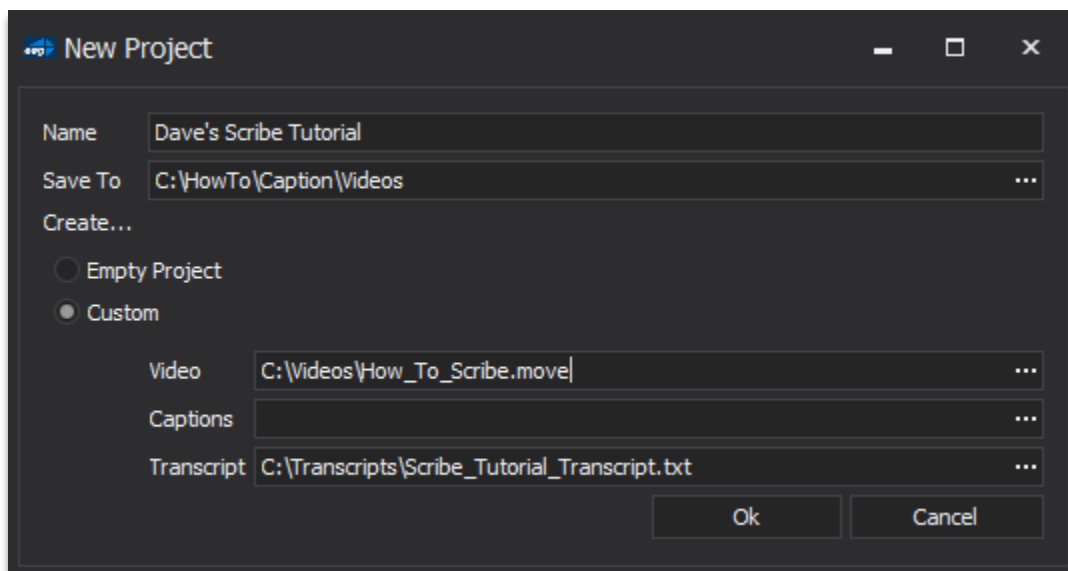 New Project
Name Dave's Scribe Tutorial
Save To C:\HowTo\Caption\Videos ...
Create...
Empty Project
Custom
Video C:\Videos\How_To_Scribe.move ...
Captions ...
Transcript C:\Transcripts\Scribe_Tutorial_Transcript.txt ...
Ok Cancel